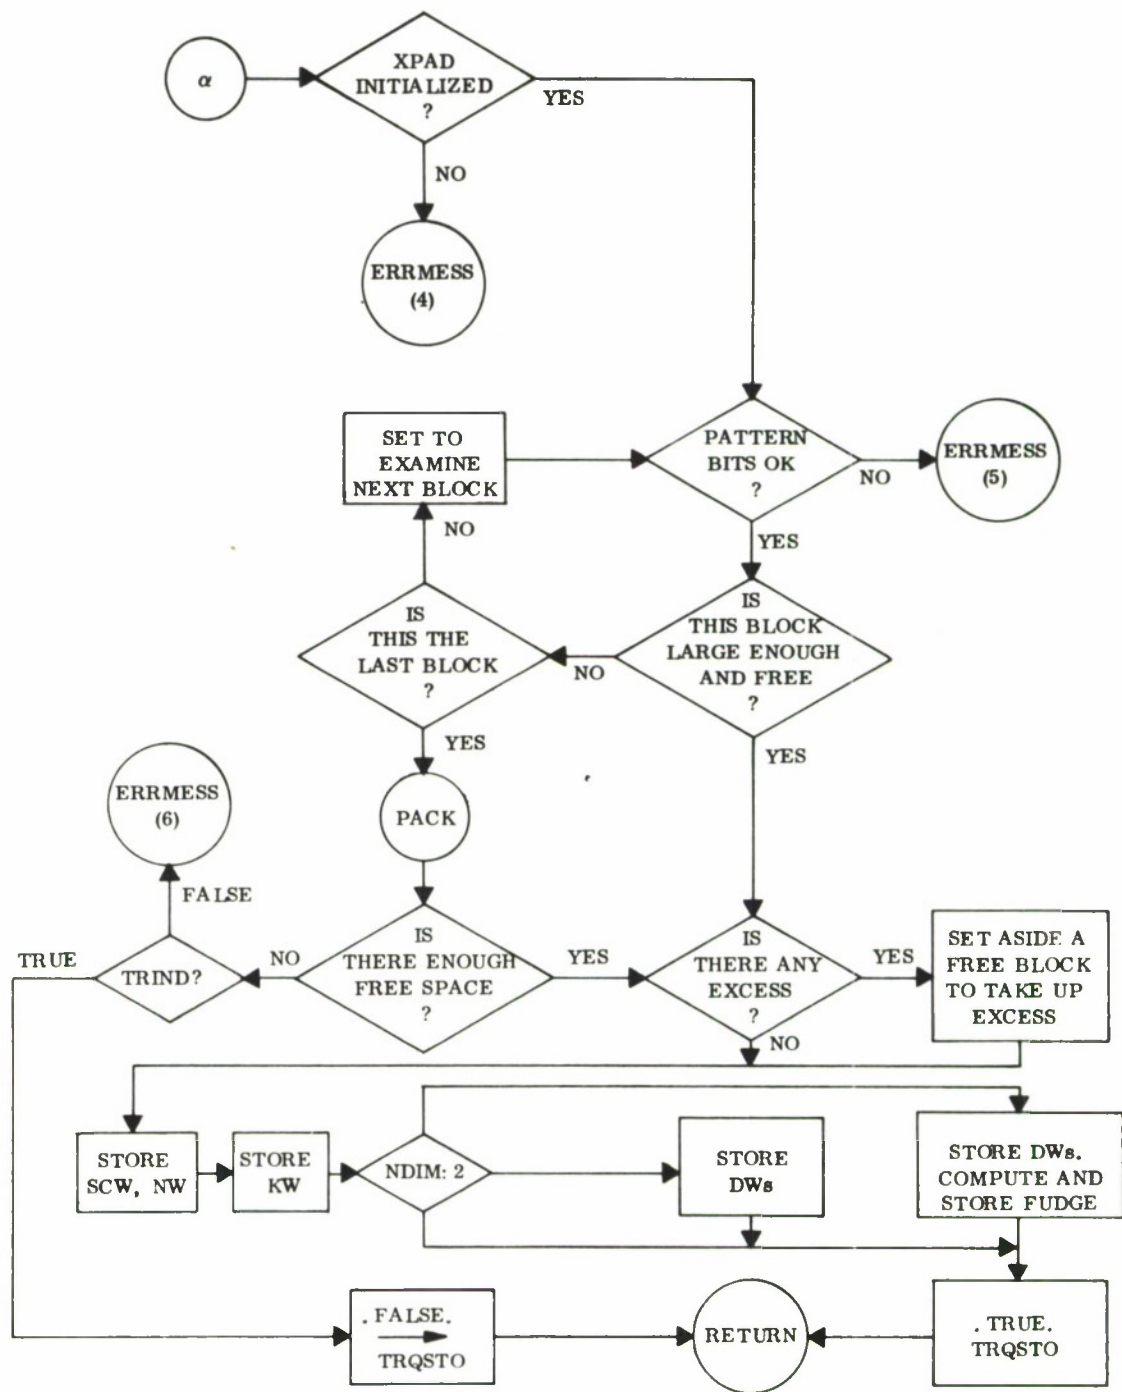 α
XPAD
INITIALIZED
?
YES
NO
ERRMESS
(4)
SET TO
EXAMINE
NEXT BLOCK
PATTERN
BITS OK
?
NO
ERRMESS
(5)
NO
YES
IS
THIS THE
LAST BLOCK
?
NO
IS
THIS BLOCK
LARGE ENOUGH
AND FREE
?
YES
YES
ERRMESS
(6)
PACK
FALSE
TRUE
TRIND?
NO
IS
THERE ENOUGH
FREE SPACE
?
YES
IS
THERE ANY
EXCESS
?
YES
SET ASIDE A
FREE BLOCK
TO TAKE UP
EXCESS
NO
STORE
SCW, NW
STORE
KW
NDIM: 2
STORE
DWs
STORE DWs.
COMPUTE AND
STORE FUDGE
.FALSE.
TRQSTO
RETURN
.TRUE.
TRQSTO